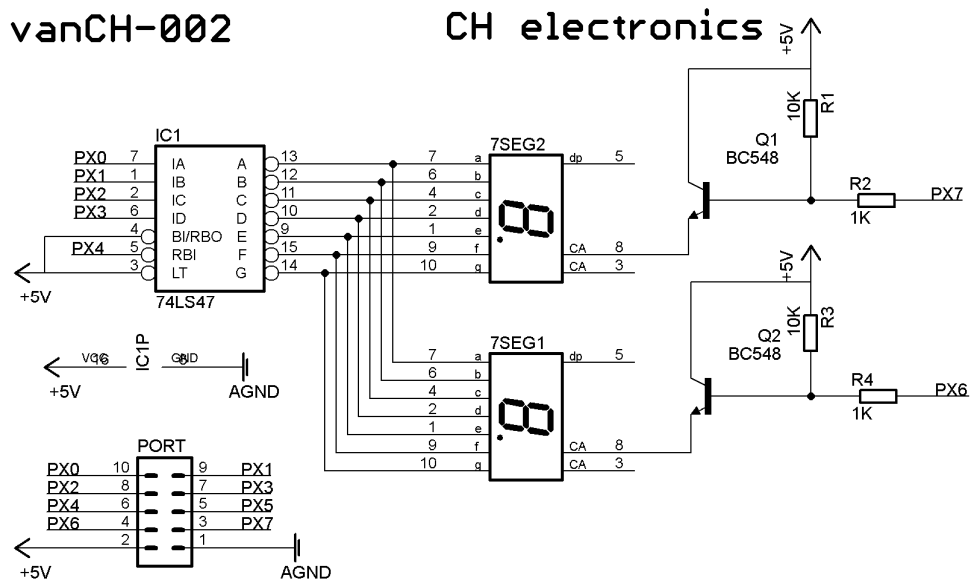 vanCH-002 CH electronics
+5V
10K R1
IC1 7SEG2 Q1
BC548
PX0 7 IA A 13 7 a dp 5
PX1 1 IB B 12 6 b
PX2 2 IC C 11 4 c R2 PX7
PX3 6 ID D 10 2 d 1K
4 BI/RBO E 9 1 e
PX4 5 RBI F 15 9 f CA 8
3 LT G 14 10 g CA 3
+5V 74LS47
+5V
10K R3
Q2
BC548
7SEG1
VCC 16 IC1P GND 8
+5V AGND
7 a dp 5
6 b
4 c R4 PX6
2 d 1K
1 e
9 f CA 8
10 g CA 3
PORT
PX0 10 9 PX1
PX2 8 7 PX3
PX4 6 5 PX5
PX6 4 3 PX7
2 1
+5V AGND